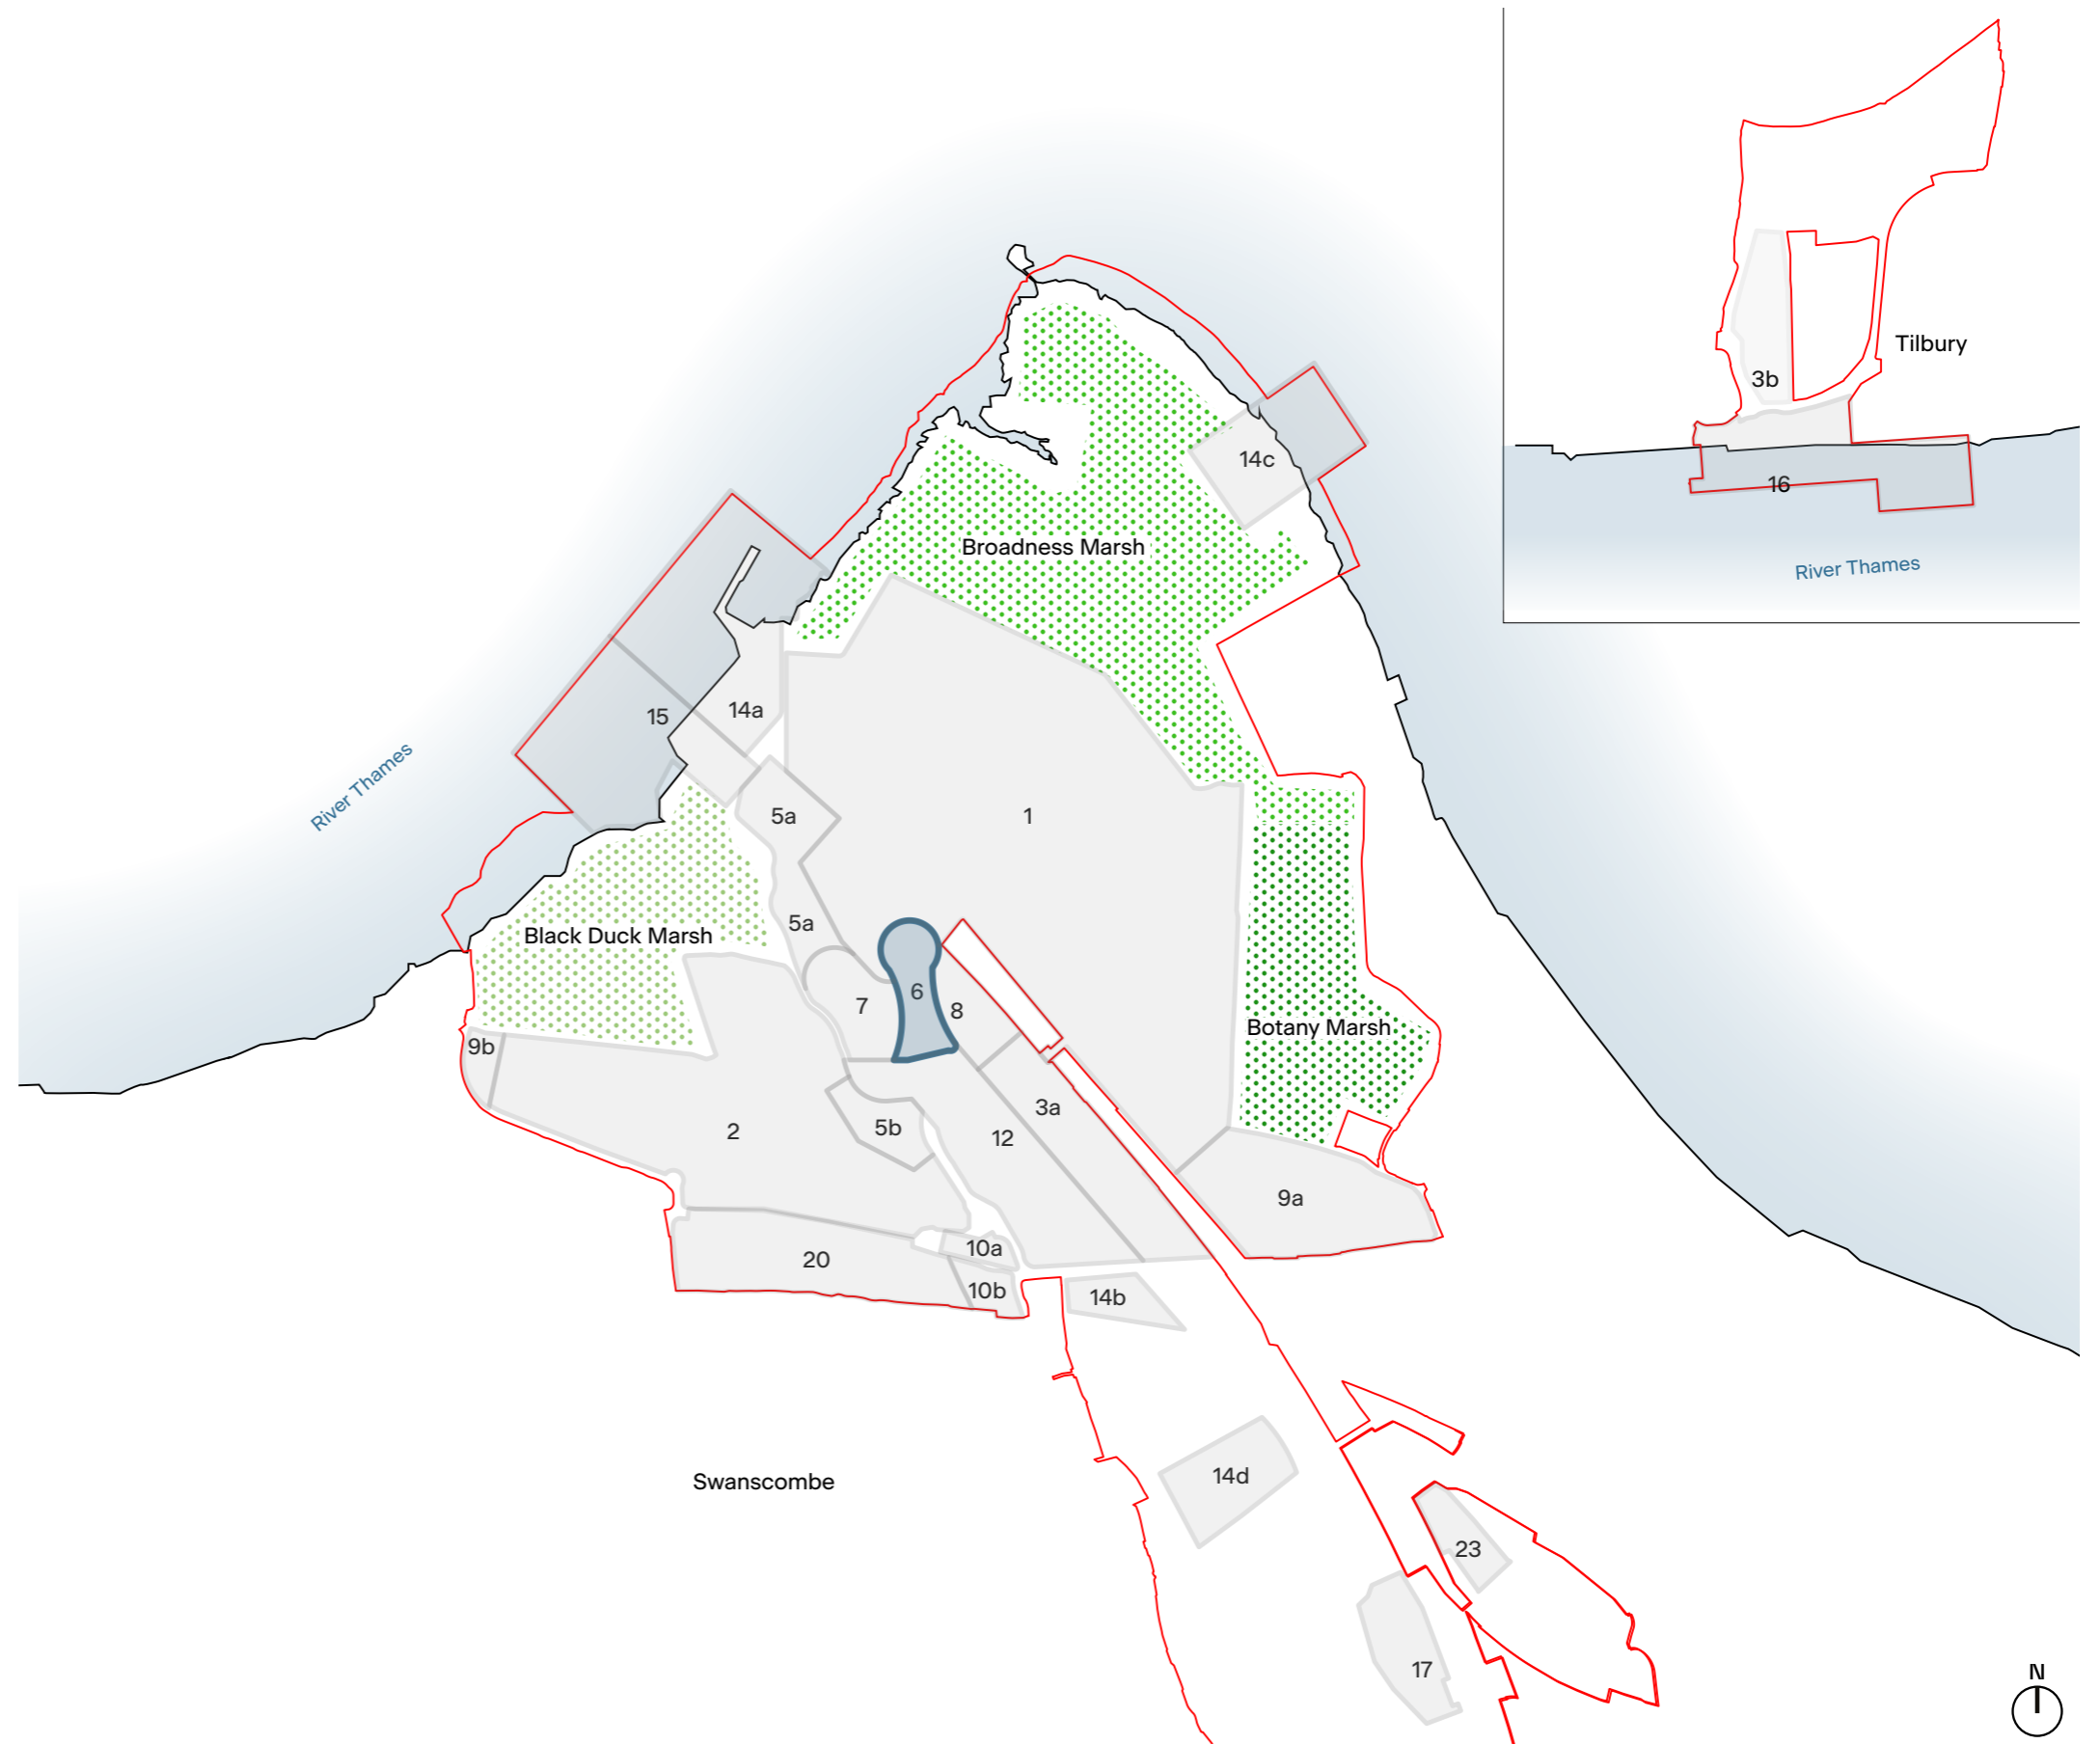 Tilbury
3b
14c
16
Broadness Marsh
River Thames
15
14a
River Thames
5a
1
5a
Black Duck Marsh
6
7
8
Botany Marsh
9b
3a
5b
2
12
9a
10a
20
10b
14b
14d
Swanscombe
23
17
N